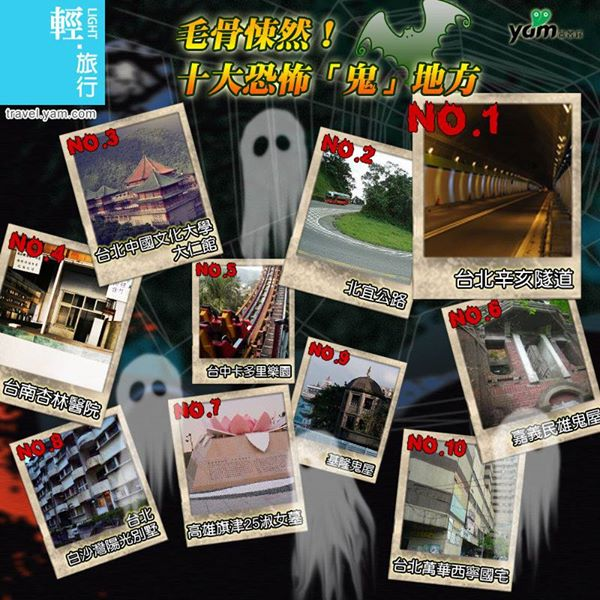 輕・旅行
LIGHT
travel.yam.com
毛骨悚然！
十大恐怖「鬼」地方
yam
NO.1
台北辛亥隧道
NO.2
北宜公路
NO.3
台北中國文化大學
大仁館
NO.4
台南杏林醫院
NO.5
台中卡多里樂園
NO.6
嘉義民雄鬼屋
NO.7
高雄旗津25淑女墓
NO.8
台北
白沙灣陽光別墅
NO.9
基隆鬼屋
NO.10
台北萬華西寧國宅